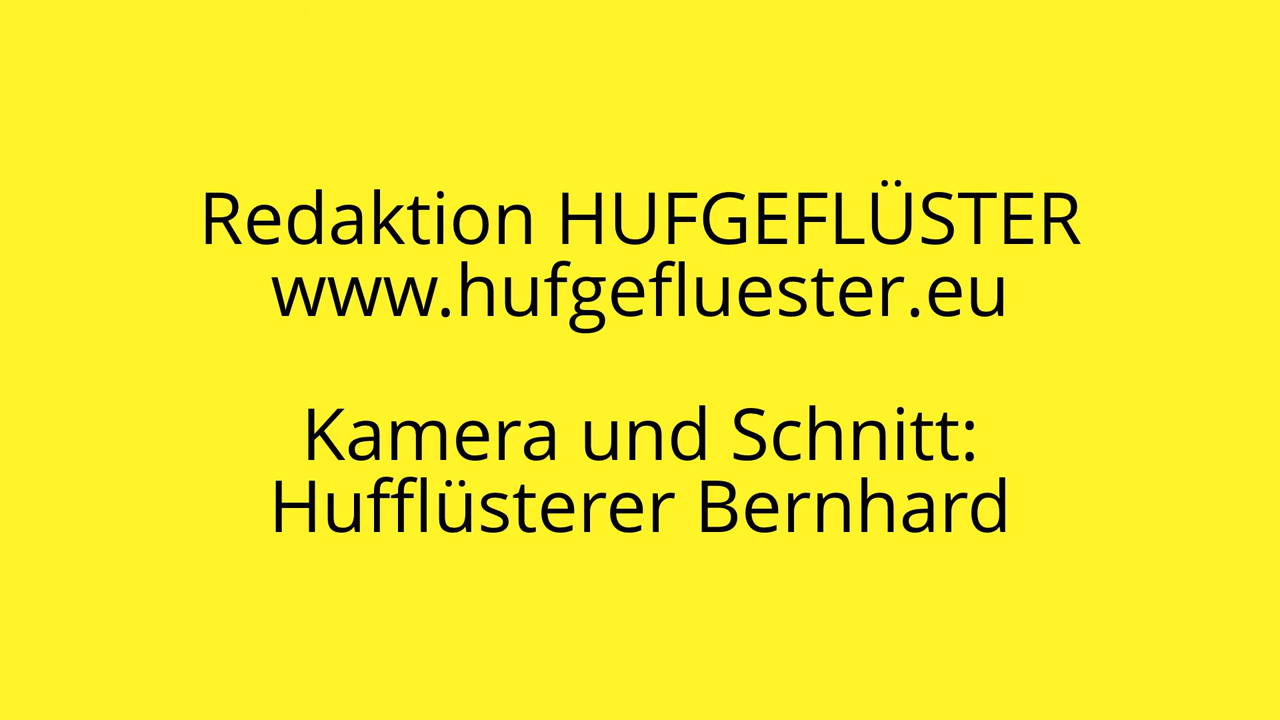 Redaktion HUFGEFLÜSTER
www.hufgefluester.eu
Kamera und Schnitt:
Hufflüsterer Bernhard